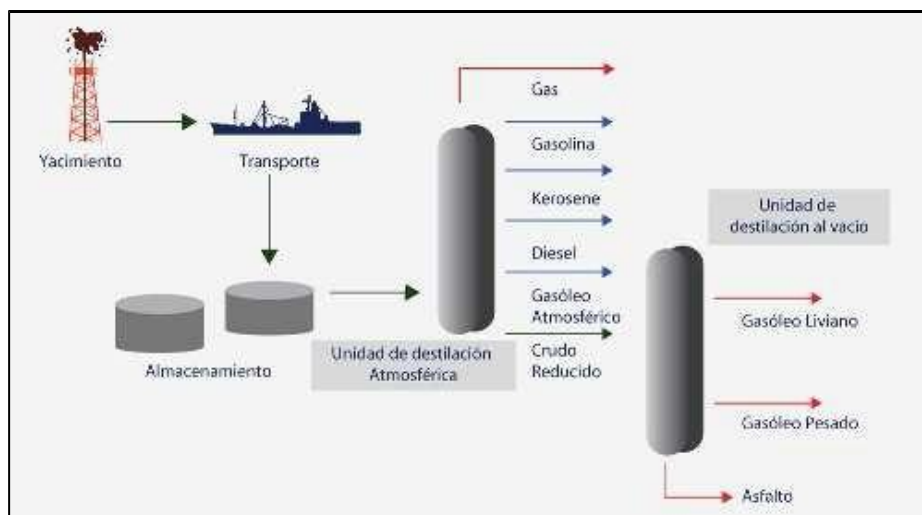 Yacimiento
Transporte
Almacenamiento
Unidad de destilación
Atmosférica
Gas
Gasolina
Kerosene
Diesel
Gasóleo
Atmosférico
Crudo
Reducido
Unidad de
destilación al vacio
Gasóleo Liviano
Gasóleo Pesado
Asfalto